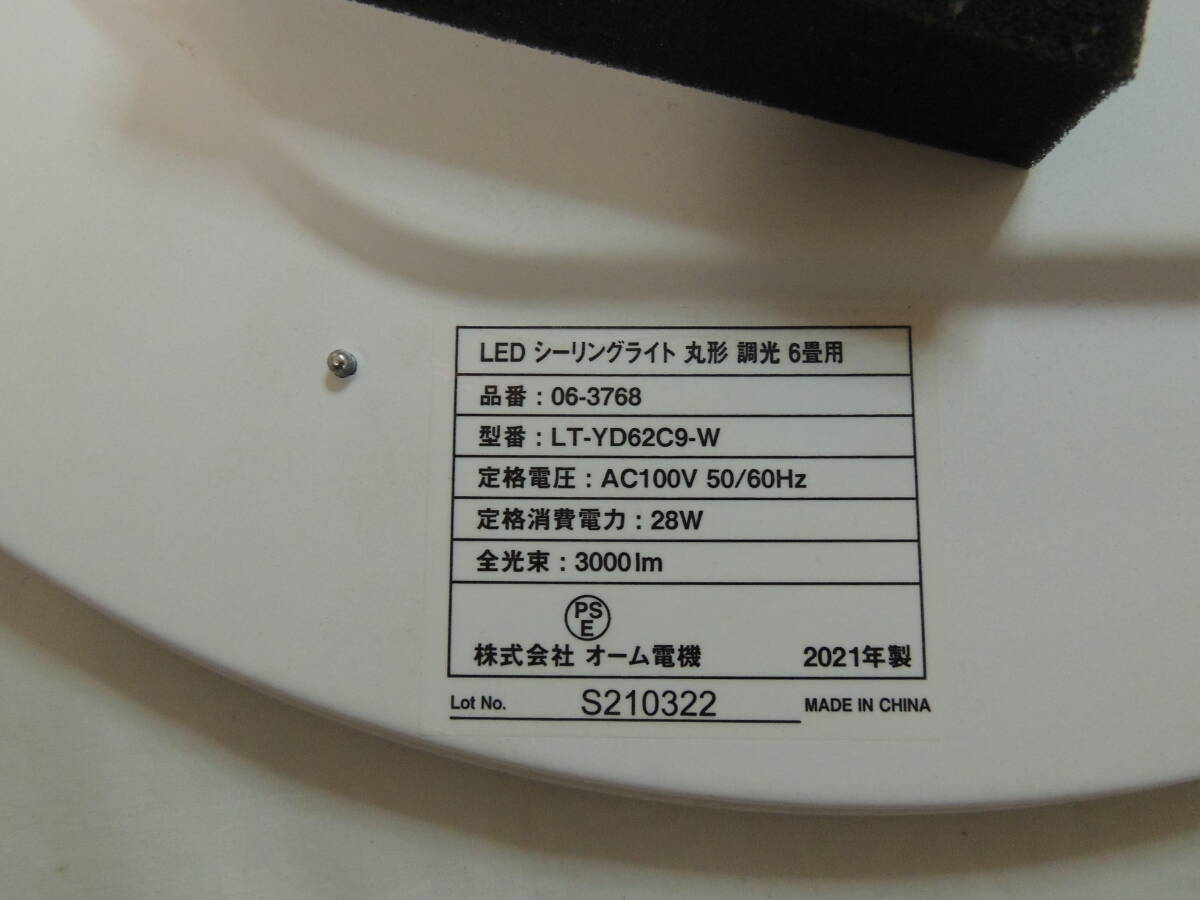 LED シーリングライト 丸形 調光 6畳用
品番：06-3768
型番：LT-YD62C9-W
定格電圧：AC100V 50/60Hz
定格消費電力：28W
全光束：3000lm
PS
E
株式会社 オーム電機 2021年製
Lot No. S210322 MADE IN CHINA